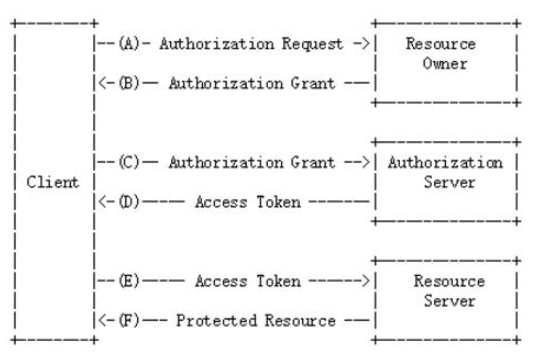 (A) Authorization Request
Resource
Owner
(B) Authorization Grant
(C) Authorization Grant
Authorization
Server
Client
(D) Access Token
(E) Access Token
Resource
Server
(F) Protected Resource